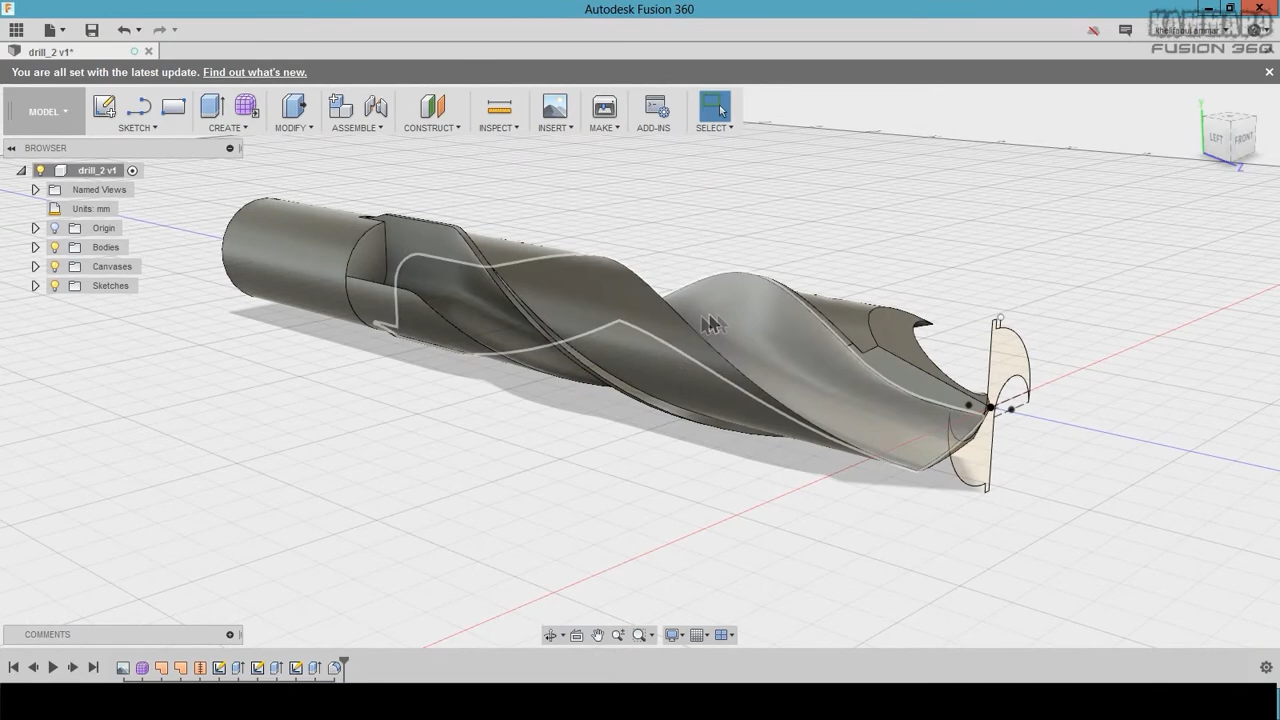 Autodesk Fusion 360
KAMMARO
FUSION 360
drill_2 v1*
You are all set with the latest update. Find out what's new.
MODEL
SKETCH
CREATE
MODIFY
ASSEMBLE
CONSTRUCT
INSPECT
INSERT
MAKE
ADD-INS
SELECT
LEFT
FRONT
Y
Z
BROWSER
drill_2 v1
Named Views
Units: mm
Origin
Bodies
Canvases
Sketches
COMMENTS